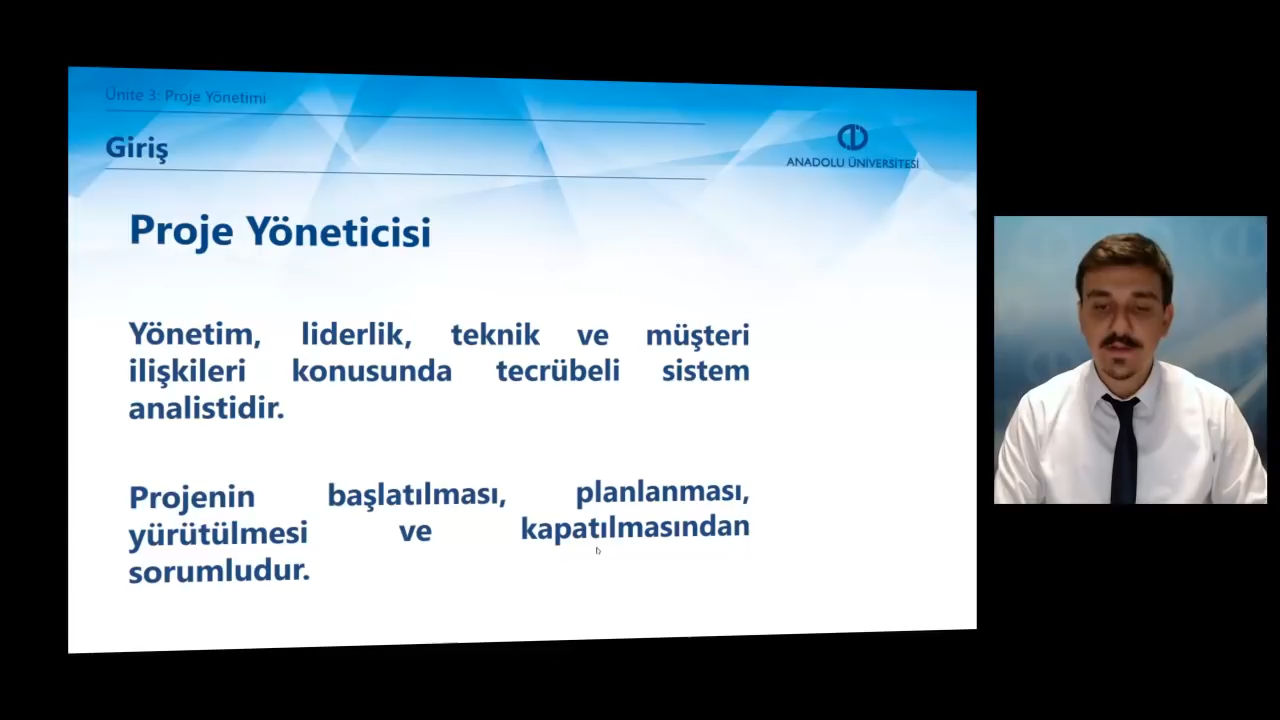 Ünite 3: Proje Yönetimi
Giriş
ANADOLU ÜNİVERSİTESİ
Proje Yöneticisi
Yönetim, liderlik, teknik ve müşteri
ilişkileri konusunda tecrübeli sistem
analistidir.
Projenin başlatılması, planlanması,
yürütülmesi ve kapatılmasından
sorumludur.